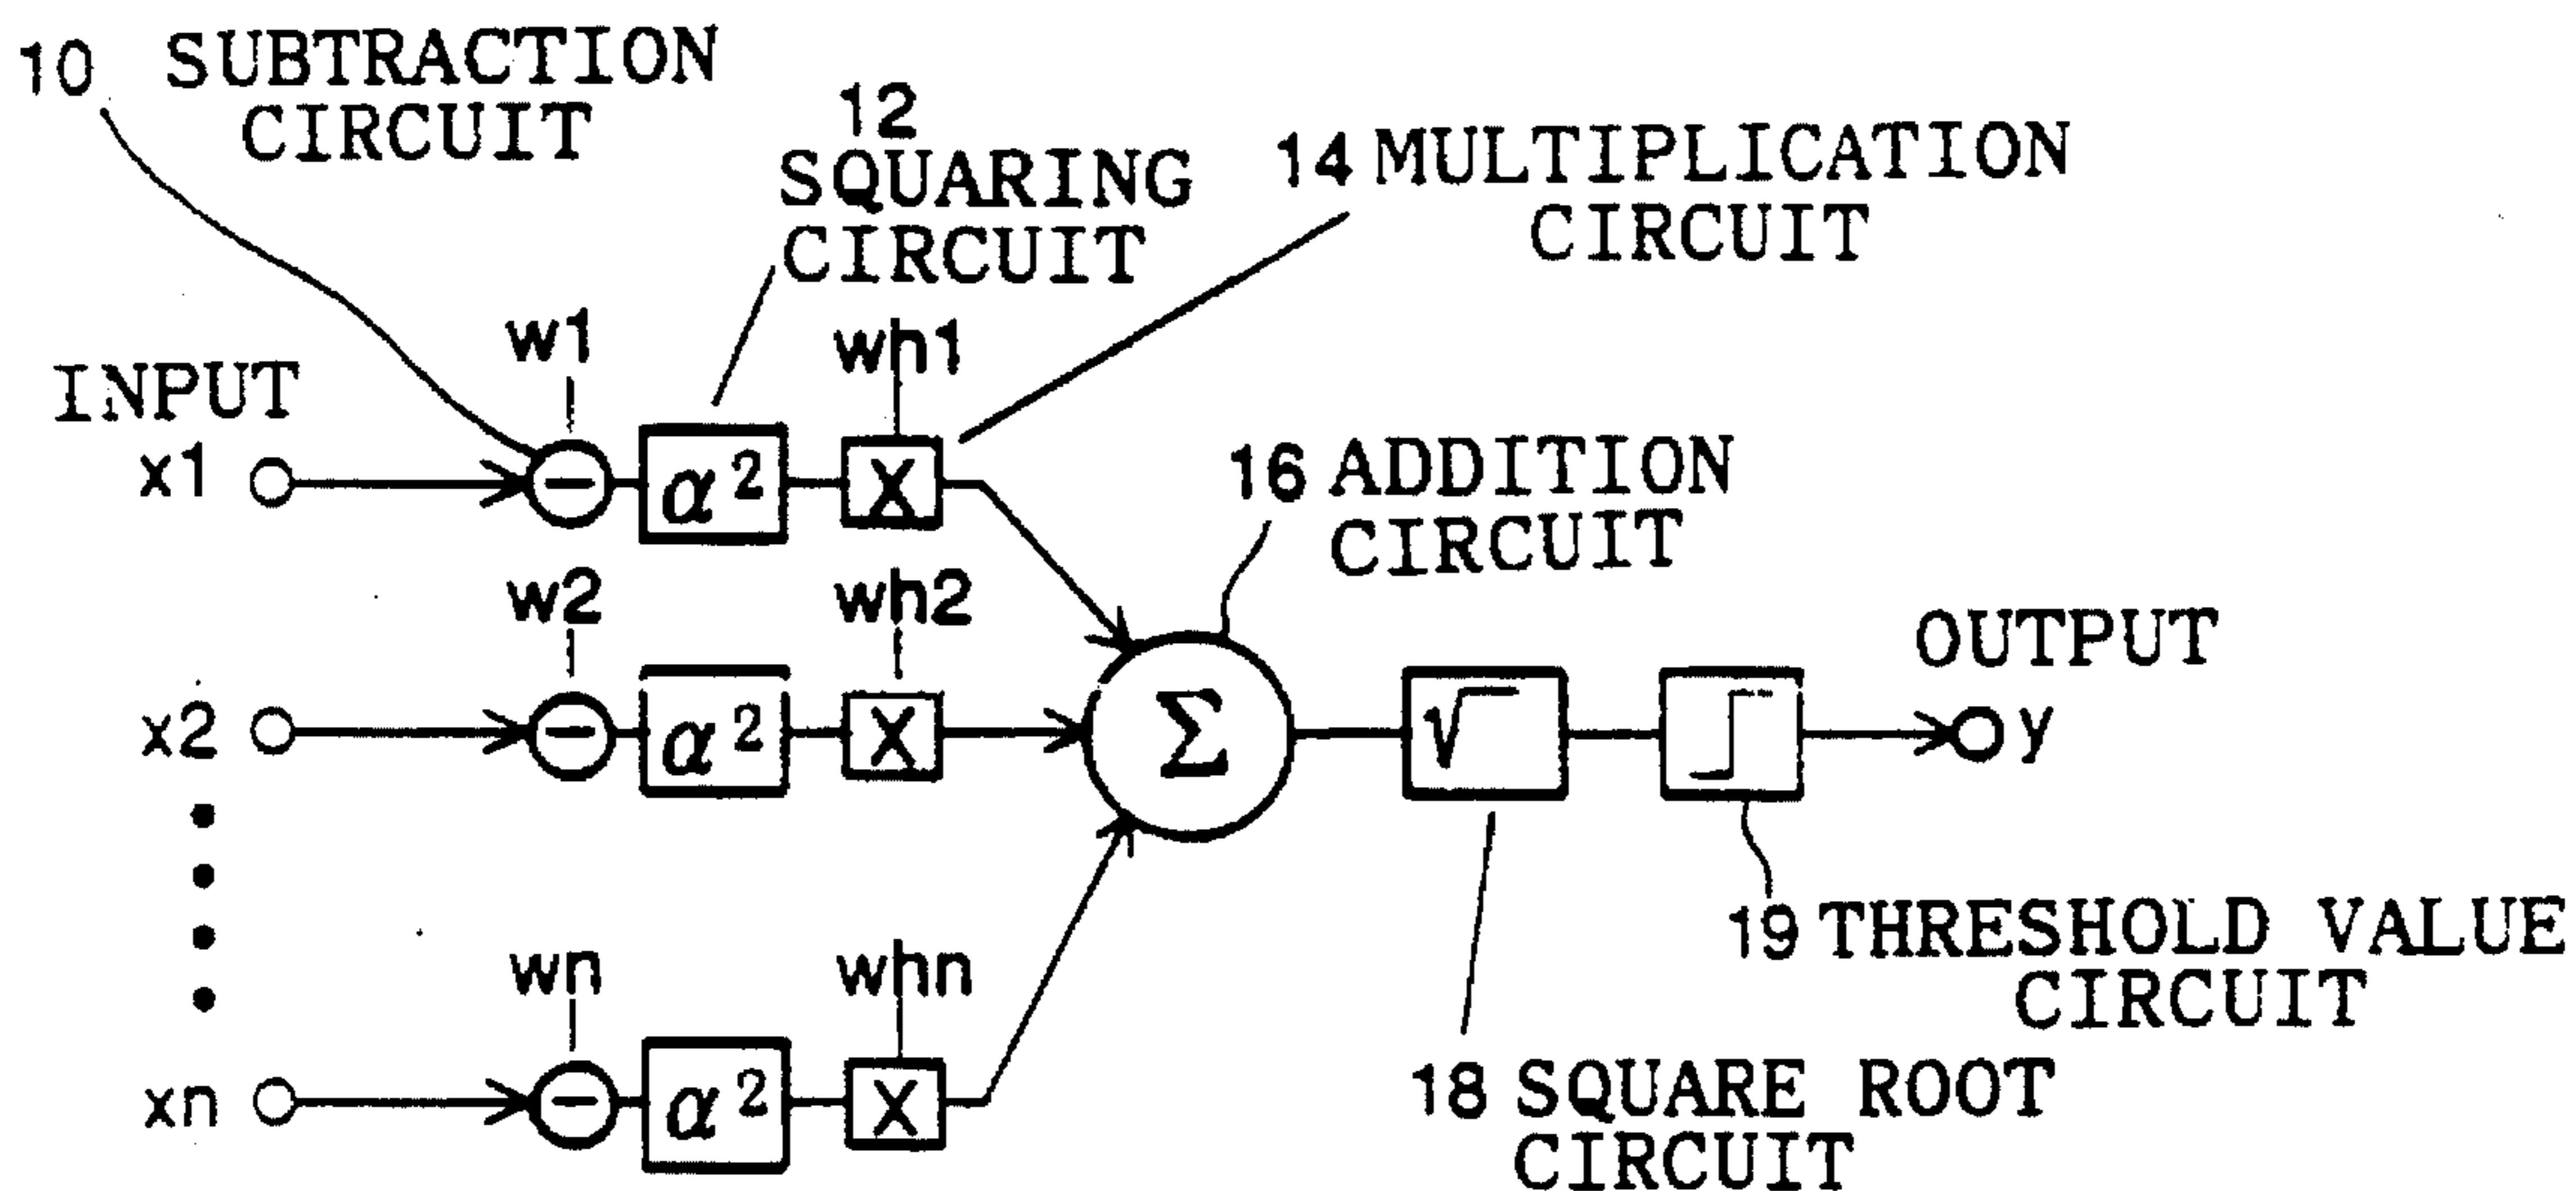 10 SUBTRACTION
CIRCUIT
12
SQUARING
CIRCUIT
14 MULTIPLICATION
CIRCUIT
w1
wh1
INPUT
x1
−
α²
X
16 ADDITION
CIRCUIT
w2
wh2
x2
−
α²
X
Σ
√
OUTPUT
y
wn
whn
xn
−
α²
X
19 THRESHOLD VALUE
CIRCUIT
18 SQUARE ROOT
CIRCUIT